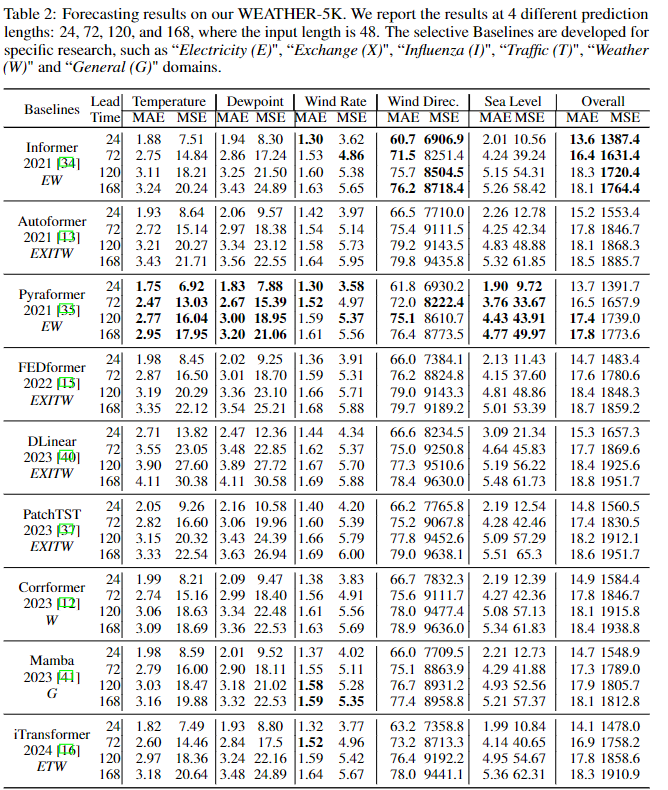 Table 2: Forecasting results on our WEATHER-5K. We report the results at 4 different prediction
lengths: 24, 72, 120, and 168, where the input length is 48. The selective Baselines are developed for
specific research, such as “Electricity (E)", “Exchange (X)", “Influenza (I)", “Traffic (T)", “Weather
(W)" and “General (G)" domains.
Baselines Lead Time Temperature Dewpoint Wind Rate Wind Direc. Sea Level Overall
MAE MSE MAE MSE MAE MSE MAE MSE MAE MSE MAE MSE
Informer 2021 [34] EW
24 1.88 7.51 1.94 8.30 1.30 3.62 60.7 6906.9 2.01 10.56 13.6 1387.4
72 2.75 14.84 2.86 17.24 1.53 4.86 71.5 8251.4 4.24 39.24 16.4 1631.4
120 3.11 18.21 3.25 21.50 1.60 5.38 75.7 8504.5 5.15 54.31 18.3 1720.4
168 3.24 20.24 3.43 24.89 1.63 5.65 76.2 8718.4 5.26 58.42 18.1 1764.4
Autoformer 2021 [13] EXITW
24 1.93 8.64 2.06 9.57 1.42 3.97 66.5 7710.0 2.26 12.78 15.2 1553.4
72 2.72 15.14 2.97 18.38 1.54 5.14 75.4 9111.5 4.25 42.34 17.8 1846.7
120 3.21 20.27 3.34 23.12 1.58 5.73 79.2 9143.5 4.83 48.88 18.1 1868.3
168 3.43 21.71 3.56 22.55 1.64 5.95 79.8 9435.8 5.32 61.85 18.5 1885.7
Pyraformer 2021 [35] EW
24 1.75 6.92 1.83 7.88 1.30 3.58 61.8 6930.2 1.90 9.72 13.7 1391.7
72 2.47 13.03 2.67 15.39 1.52 4.97 72.0 8222.4 3.76 33.67 16.5 1657.9
120 2.77 16.04 3.00 18.95 1.59 5.37 75.1 8610.7 4.43 43.91 17.4 1739.0
168 2.95 17.95 3.20 21.06 1.61 5.56 76.4 8773.5 4.77 49.97 17.8 1773.6
FEDformer 2022 [15] EXITW
24 1.98 8.45 2.02 9.25 1.36 3.91 66.0 7384.1 2.13 11.43 14.7 1483.4
72 2.87 16.50 3.01 18.70 1.59 5.31 76.2 8824.8 4.15 37.60 17.6 1780.6
120 3.19 20.29 3.36 23.10 1.66 5.71 79.0 9143.3 4.81 48.86 18.4 1848.3
168 3.35 22.12 3.54 25.21 1.68 5.88 79.7 9189.2 5.01 53.39 18.7 1859.2
DLinear 2023 [40] EXITW
24 2.71 13.82 2.47 12.36 1.44 4.34 66.6 8234.5 3.09 21.34 15.3 1657.3
72 3.55 23.05 3.48 22.85 1.62 5.37 75.0 9250.8 4.64 45.83 17.7 1869.6
120 3.90 27.60 3.89 27.72 1.67 5.70 77.3 9510.6 5.19 56.22 18.4 1925.6
168 4.11 30.38 4.11 30.58 1.69 5.88 78.4 9630.0 5.48 61.73 18.8 1951.7
PatchTST 2023 [37] EXITW
24 2.05 9.26 2.16 10.58 1.40 4.20 66.2 7765.8 2.19 12.54 14.8 1560.5
72 2.82 16.60 3.06 19.96 1.60 5.39 75.2 9067.8 4.28 42.46 17.4 1830.5
120 3.15 20.32 3.43 24.39 1.66 5.79 77.8 9452.6 5.09 57.29 18.2 1912.1
168 3.33 22.54 3.63 26.94 1.69 6.00 79.0 9638.1 5.51 65.3 18.6 1951.7
Corrformer 2023 [12] W
24 1.99 8.21 2.09 9.47 1.38 3.83 66.7 7832.3 2.19 12.39 14.9 1584.4
72 2.74 15.16 2.99 18.40 1.56 4.91 75.6 9111.7 4.27 42.36 17.8 1846.7
120 3.06 18.63 3.34 22.48 1.61 5.56 78.0 9477.4 5.08 57.13 18.1 1915.8
168 3.09 18.69 3.36 22.53 1.63 5.69 78.9 9636.0 5.34 61.83 18.4 1938.8
Mamba 2023 [41] G
24 1.98 8.59 2.01 9.52 1.37 4.02 66.0 7709.5 2.21 12.73 14.7 1548.9
72 2.79 16.00 2.90 18.11 1.55 5.11 75.1 8863.9 4.29 41.88 17.3 1789.0
120 3.03 18.47 3.18 21.02 1.58 5.28 76.7 8931.2 4.93 52.56 17.9 1805.7
168 3.16 19.88 3.32 22.53 1.59 5.35 77.4 8958.8 5.21 57.37 18.1 1812.8
iTransformer 2024 [16] ETW
24 1.82 7.49 1.93 8.80 1.32 3.77 63.2 7358.8 1.99 10.84 14.1 1478.0
72 2.60 14.46 2.84 17.5 1.52 4.96 73.2 8713.3 4.14 40.65 16.9 1758.2
120 2.97 18.36 3.24 22.16 1.59 5.42 76.4 9192.2 4.95 54.67 17.8 1858.6
168 3.18 20.64 3.48 24.89 1.64 5.67 78.0 9441.1 5.36 62.31 18.3 1910.9